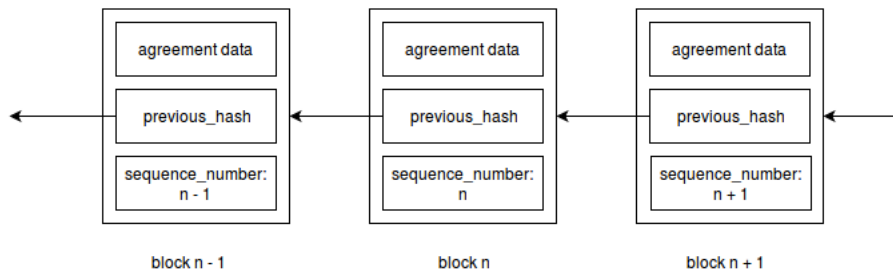 agreement data
agreement data
agreement data
previous_hash
previous_hash
previous_hash
sequence_number:
n - 1
sequence_number:
n
sequence_number:
n + 1
block n - 1
block n
block n + 1